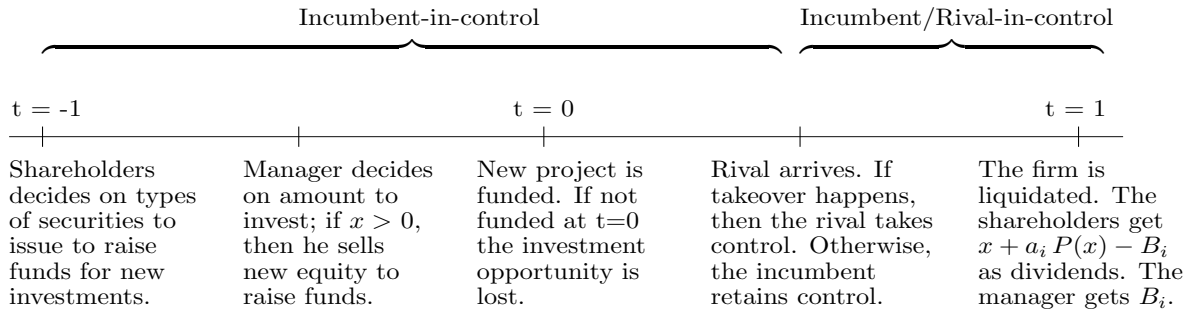 Incumbent-in-control
Incumbent/Rival-in-control
t = -1
t = 0
t = 1
Shareholders
decides on types
of securities to
issue to raise
funds for new
investments.
Manager decides
on amount to
invest; if x > 0,
then he sells
new equity to
raise funds.
New project is
funded. If not
funded at t=0
the investment
opportunity is
lost.
Rival arrives. If
takeover happens,
then the rival takes
control. Otherwise,
the incumbent
retains control.
The firm is
liquidated. The
shareholders get
x + a_i P(x) − B_i
as dividends. The
manager gets B_i.